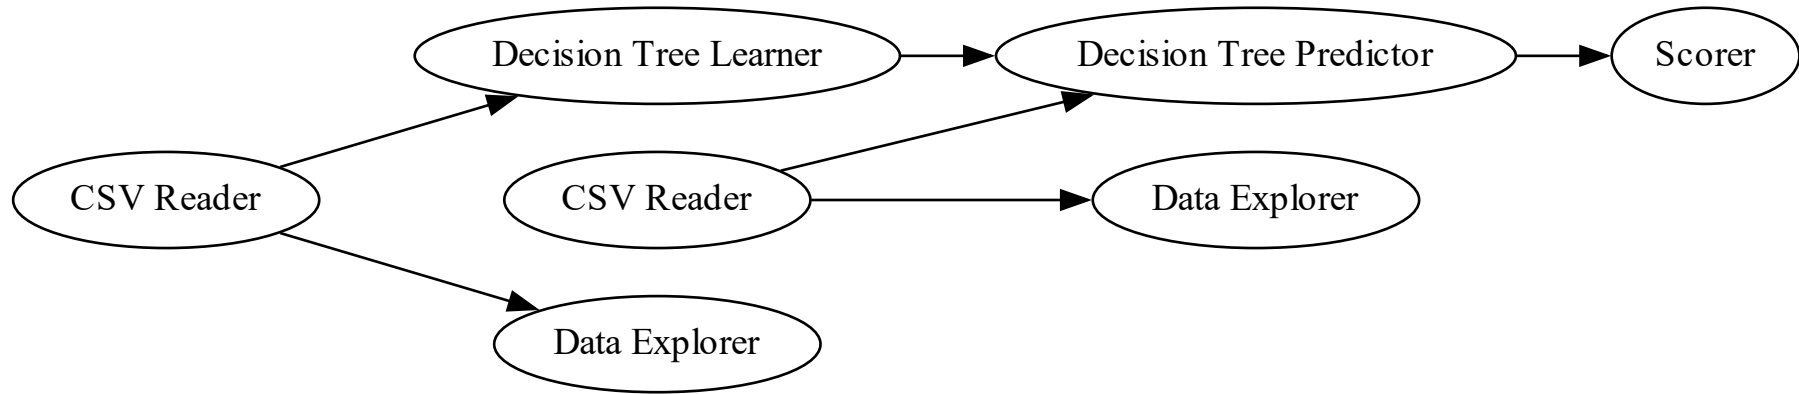 Decision Tree Learner
Decision Tree Predictor
Scorer
CSV Reader
CSV Reader
Data Explorer
Data Explorer